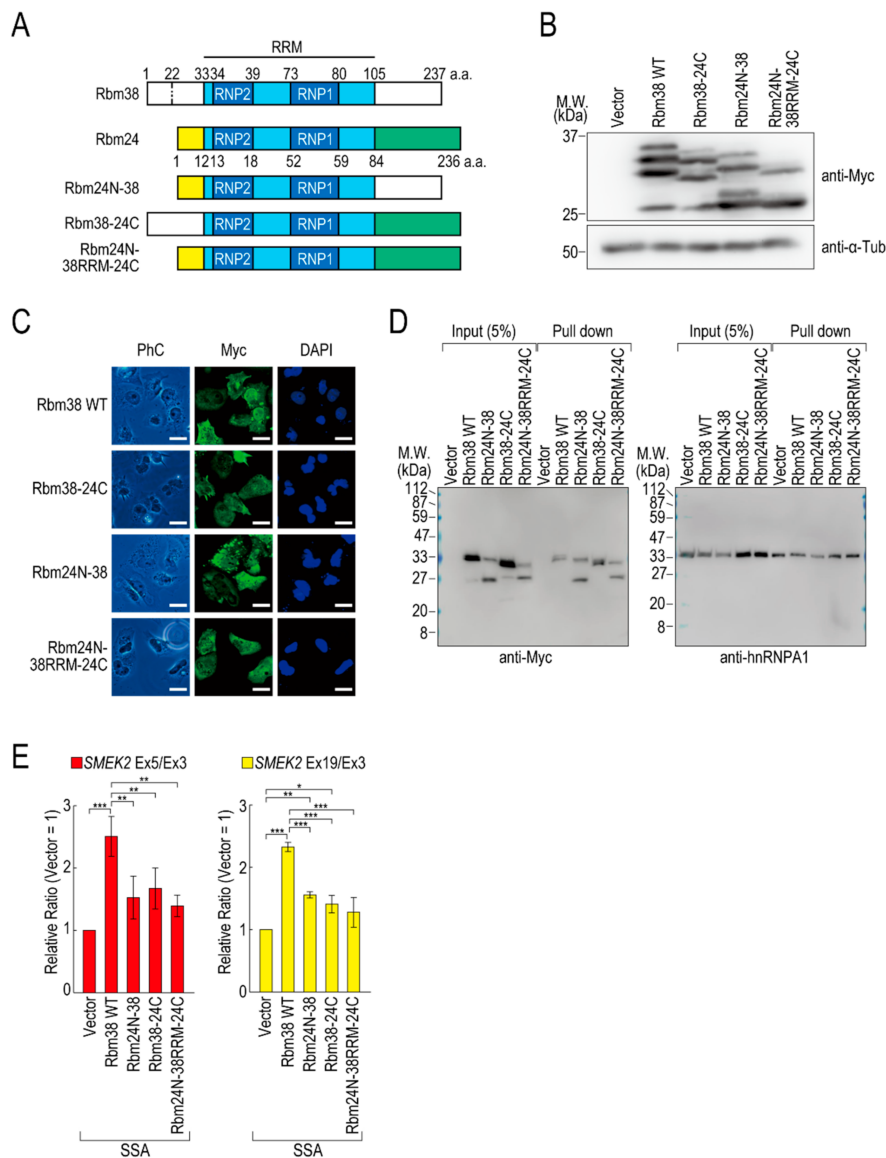 A
RRM
1 22 3334 39 73 80 105 237 a.a.
Rbm38 RNP2 RNP1
Rbm24 RNP2 RNP1
1 1213 18 52 59 84 236 a.a.
Rbm24N-38 RNP2 RNP1
Rbm38-24C RNP2 RNP1
Rbm24N-
38RRM-24C RNP2 RNP1
B
M.W.
(kDa)
Vector
Rbm38 WT
Rbm38-24C
Rbm24N-38
Rbm24N-
38RRM-24C
37
25
anti-Myc
50
anti-α-Tub
C
PhC Myc DAPI
Rbm38 WT
Rbm38-24C
Rbm24N-38
Rbm24N-
38RRM-24C
D
Input (5%) Pull down
M.W.
(kDa)
Vector
Rbm38 WT
Rbm24N-38
Rbm38-24C
Rbm24N-38RRM-24C
Vector
Rbm38 WT
Rbm24N-38
Rbm38-24C
Rbm24N-38RRM-24C
112
87
59
47
33
27
20
8
anti-Myc
Input (5%) Pull down
M.W.
(kDa)
Vector
Rbm38 WT
Rbm24N-38
Rbm38-24C
Rbm24N-38RRM-24C
Vector
Rbm38 WT
Rbm24N-38
Rbm38-24C
Rbm24N-38RRM-24C
112
87
59
47
33
27
20
8
anti-hnRNPA1
E
SMEK2 Ex5/Ex3
Relative Ratio (Vector = 1)
3
2
1
0
**
**
*** **
Vector
Rbm38 WT
Rbm24N-38
Rbm38-24C
Rbm24N-38RRM-24C
SSA
SMEK2 Ex19/Ex3
Relative Ratio (Vector = 1)
3
2
1
0
*
**
***
***
*** ***
Vector
Rbm38 WT
Rbm24N-38
Rbm38-24C
Rbm24N-38RRM-24C
SSA